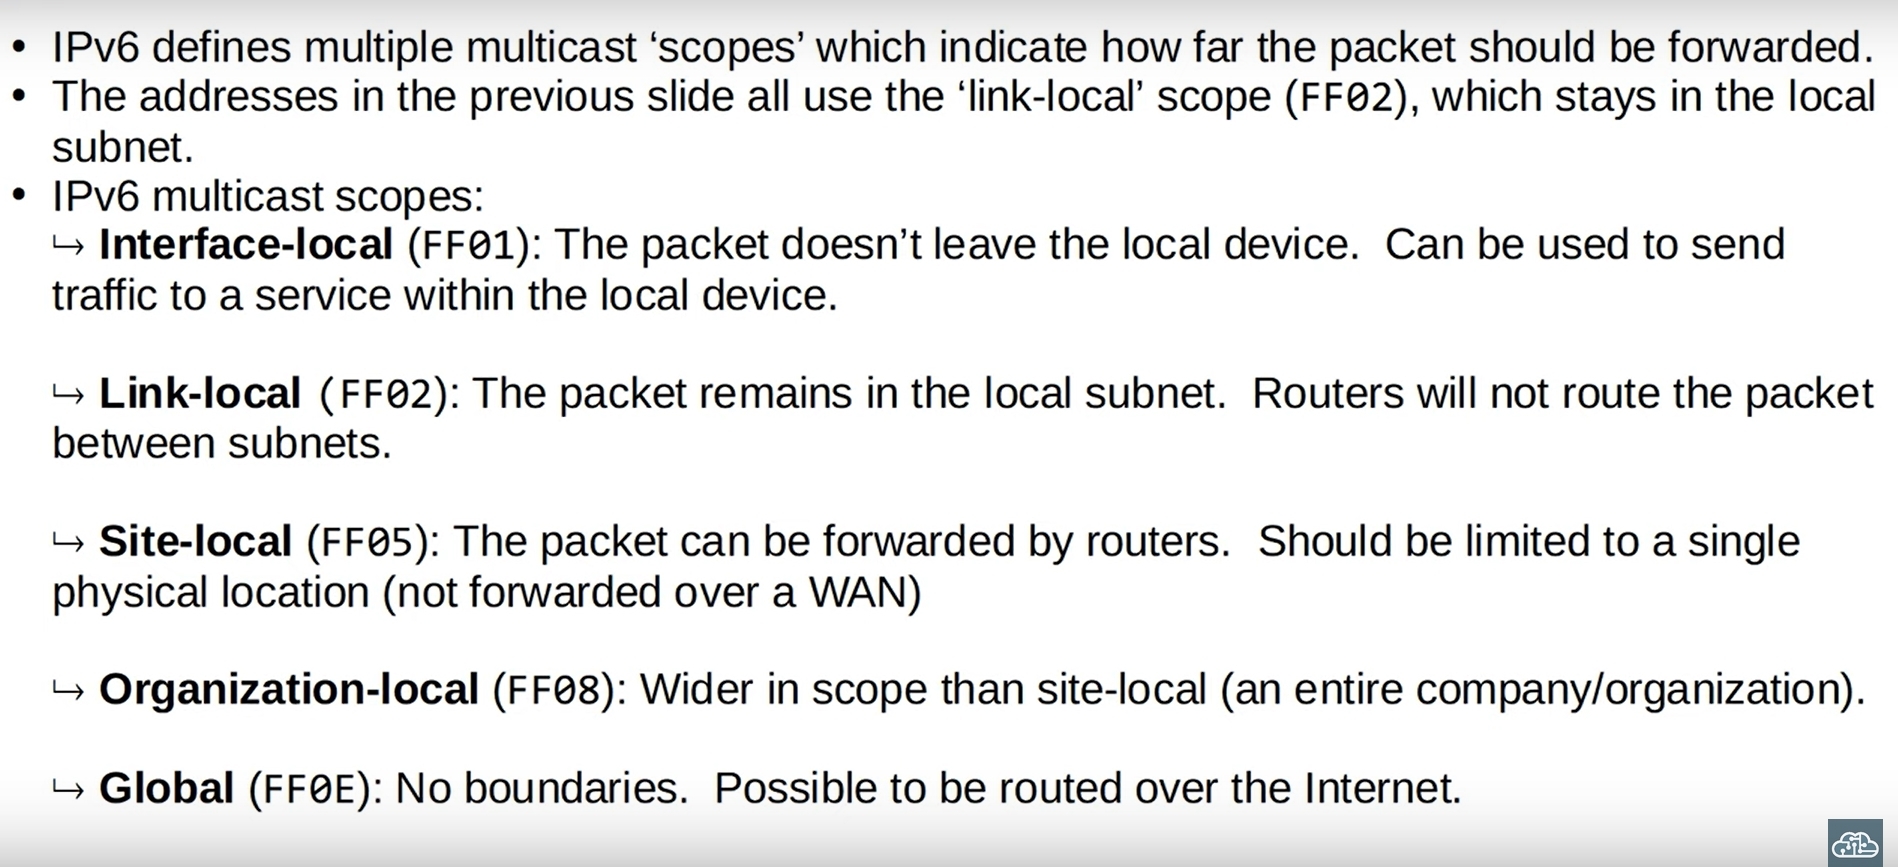 • IPv6 defines multiple multicast ‘scopes’ which indicate how far the packet should be forwarded.
• The addresses in the previous slide all use the ‘link-local’ scope (FF02), which stays in the local
subnet.
• IPv6 multicast scopes:
↪ Interface-local (FF01): The packet doesn’t leave the local device.  Can be used to send
traffic to a service within the local device.
↪ Link-local (FF02): The packet remains in the local subnet.  Routers will not route the packet
between subnets.
↪ Site-local (FF05): The packet can be forwarded by routers.  Should be limited to a single
physical location (not forwarded over a WAN)
↪ Organization-local (FF08): Wider in scope than site-local (an entire company/organization).
↪ Global (FF0E): No boundaries.  Possible to be routed over the Internet.